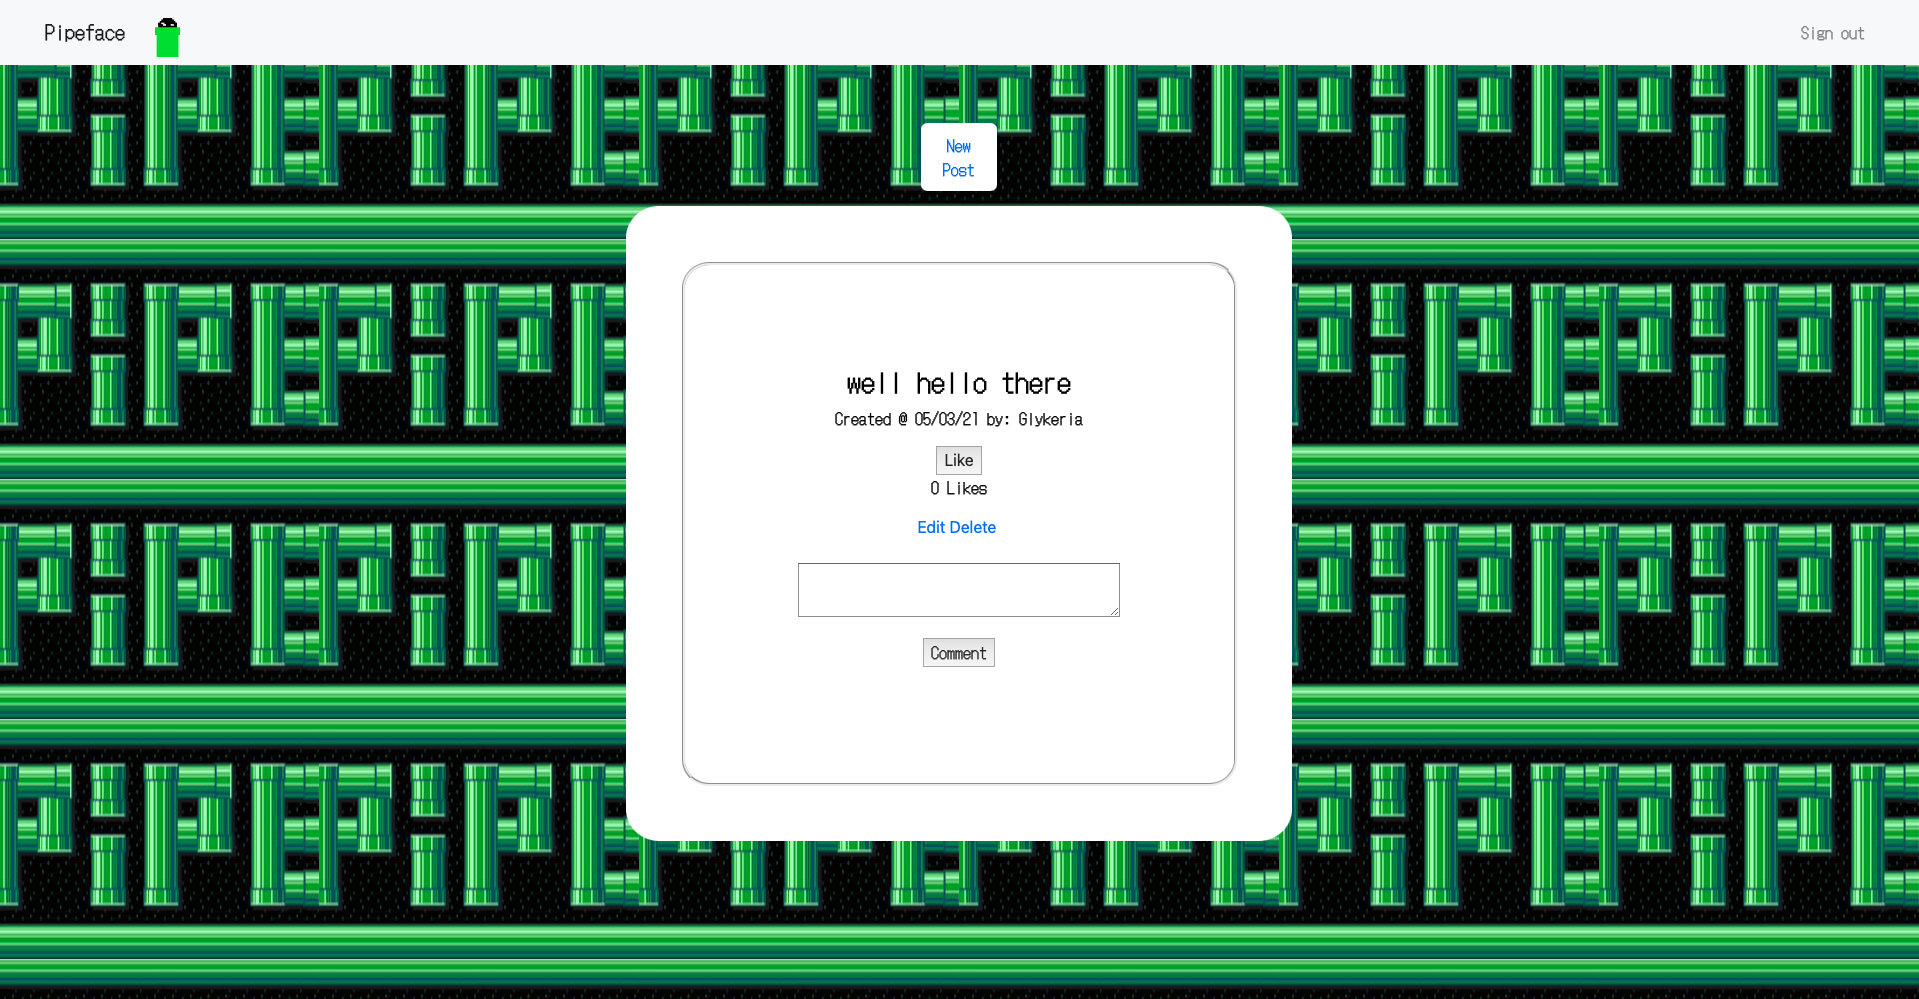 Pipeface
Sign out
New
Post
well hello there
Created @ 05/03/21 by: Glykeria
Like
0 Likes
Edit Delete
Comment